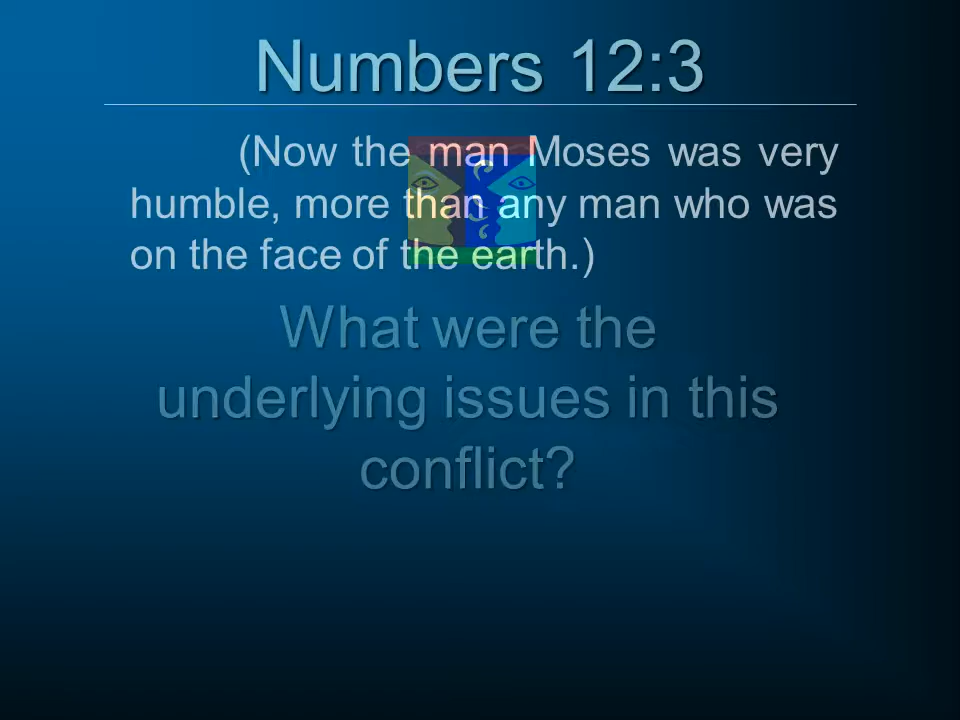 Numbers 12:3
(Now the man Moses was very
humble, more than any man who was
on the face of the earth.)
What were the
underlying issues in this
conflict?